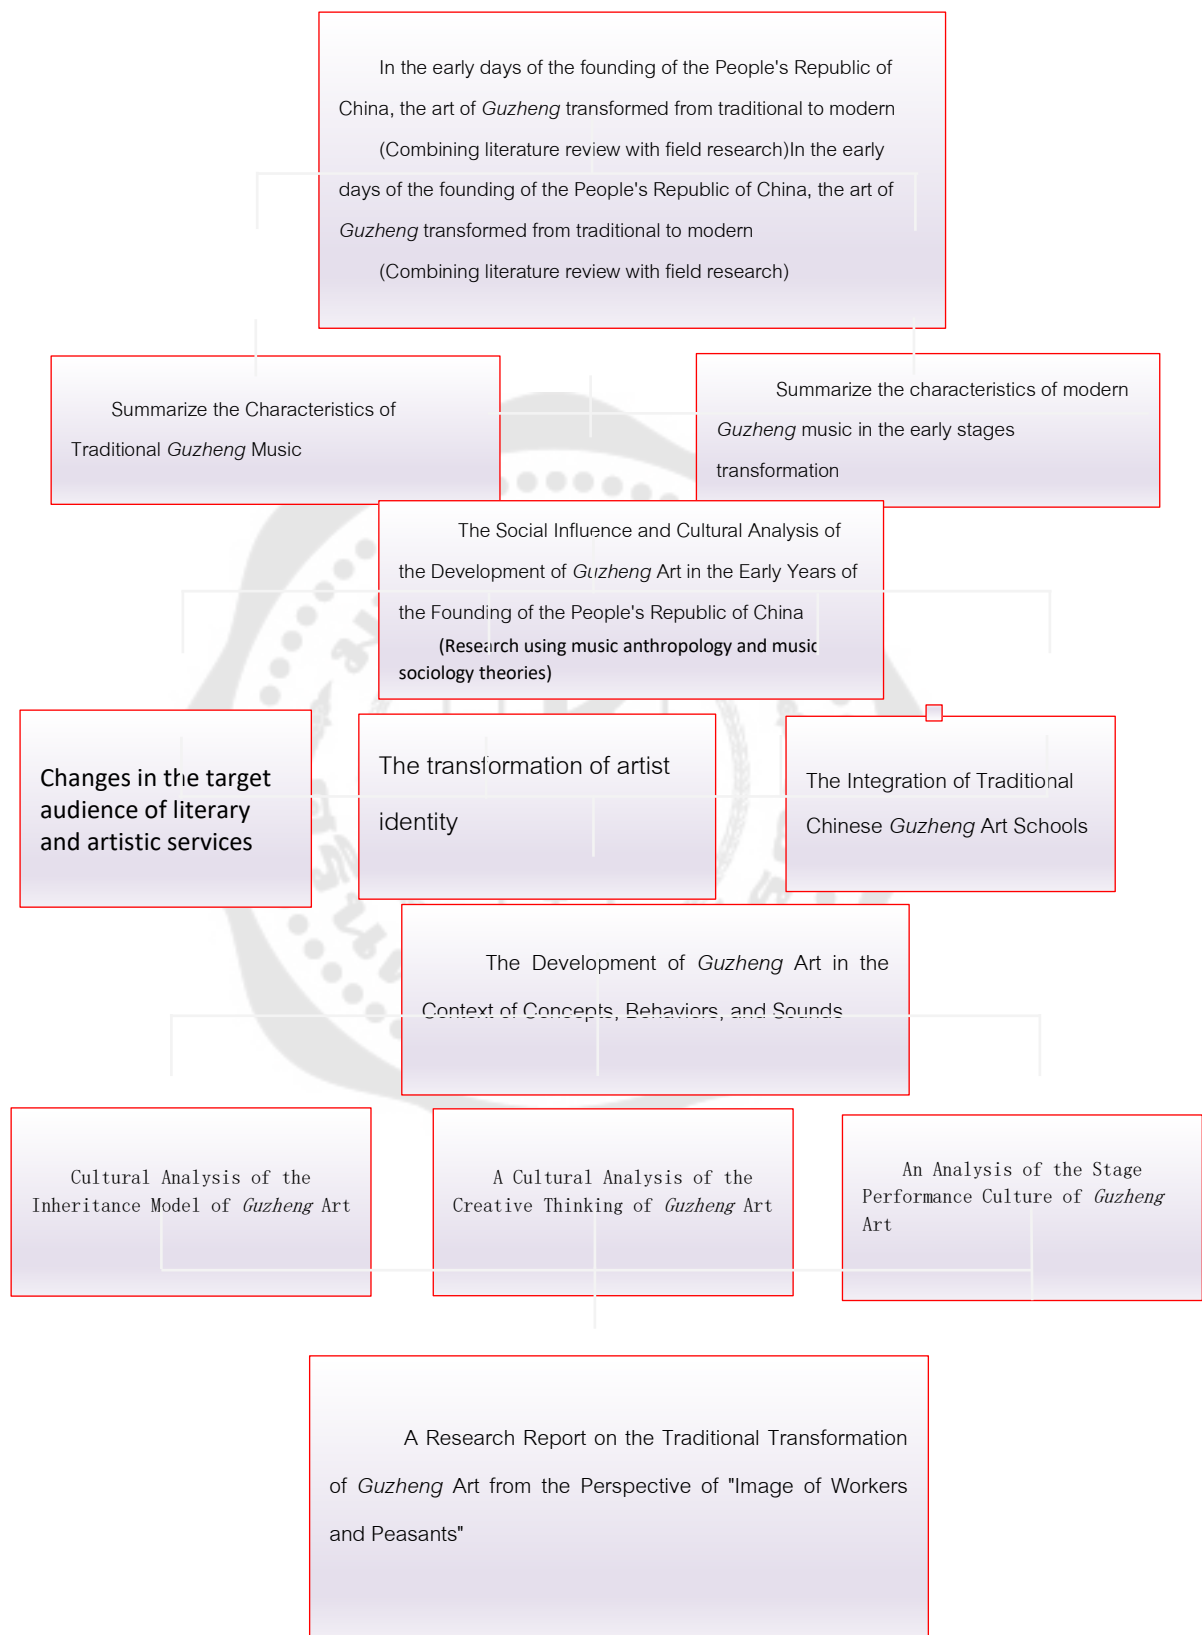 In the early days of the founding of the People's Republic of
China, the art of Guzheng transformed from traditional to modern
(Combining literature review with field research)In the early
days of the founding of the People's Republic of China, the art of
Guzheng transformed from traditional to modern
(Combining literature review with field research)
Summarize the Characteristics of
Traditional Guzheng Music
Summarize the characteristics of modern
Guzheng music in the early stages
transformation
The Social Influence and Cultural Analysis of
the Development of Guzheng Art in the Early Years of
the Founding of the People's Republic of China
(Research using music anthropology and music
sociology theories)
Changes in the target
audience of literary
and artistic services
The transformation of artist
identity
The Integration of Traditional
Chinese Guzheng Art Schools
The Development of Guzheng Art in the
Context of Concepts, Behaviors, and Sounds
Cultural Analysis of the
Inheritance Model of Guzheng Art
A Cultural Analysis of the
Creative Thinking of Guzheng Art
An Analysis of the Stage
Performance Culture of Guzheng
Art
A Research Report on the Traditional Transformation
of Guzheng Art from the Perspective of "Image of Workers
and Peasants"